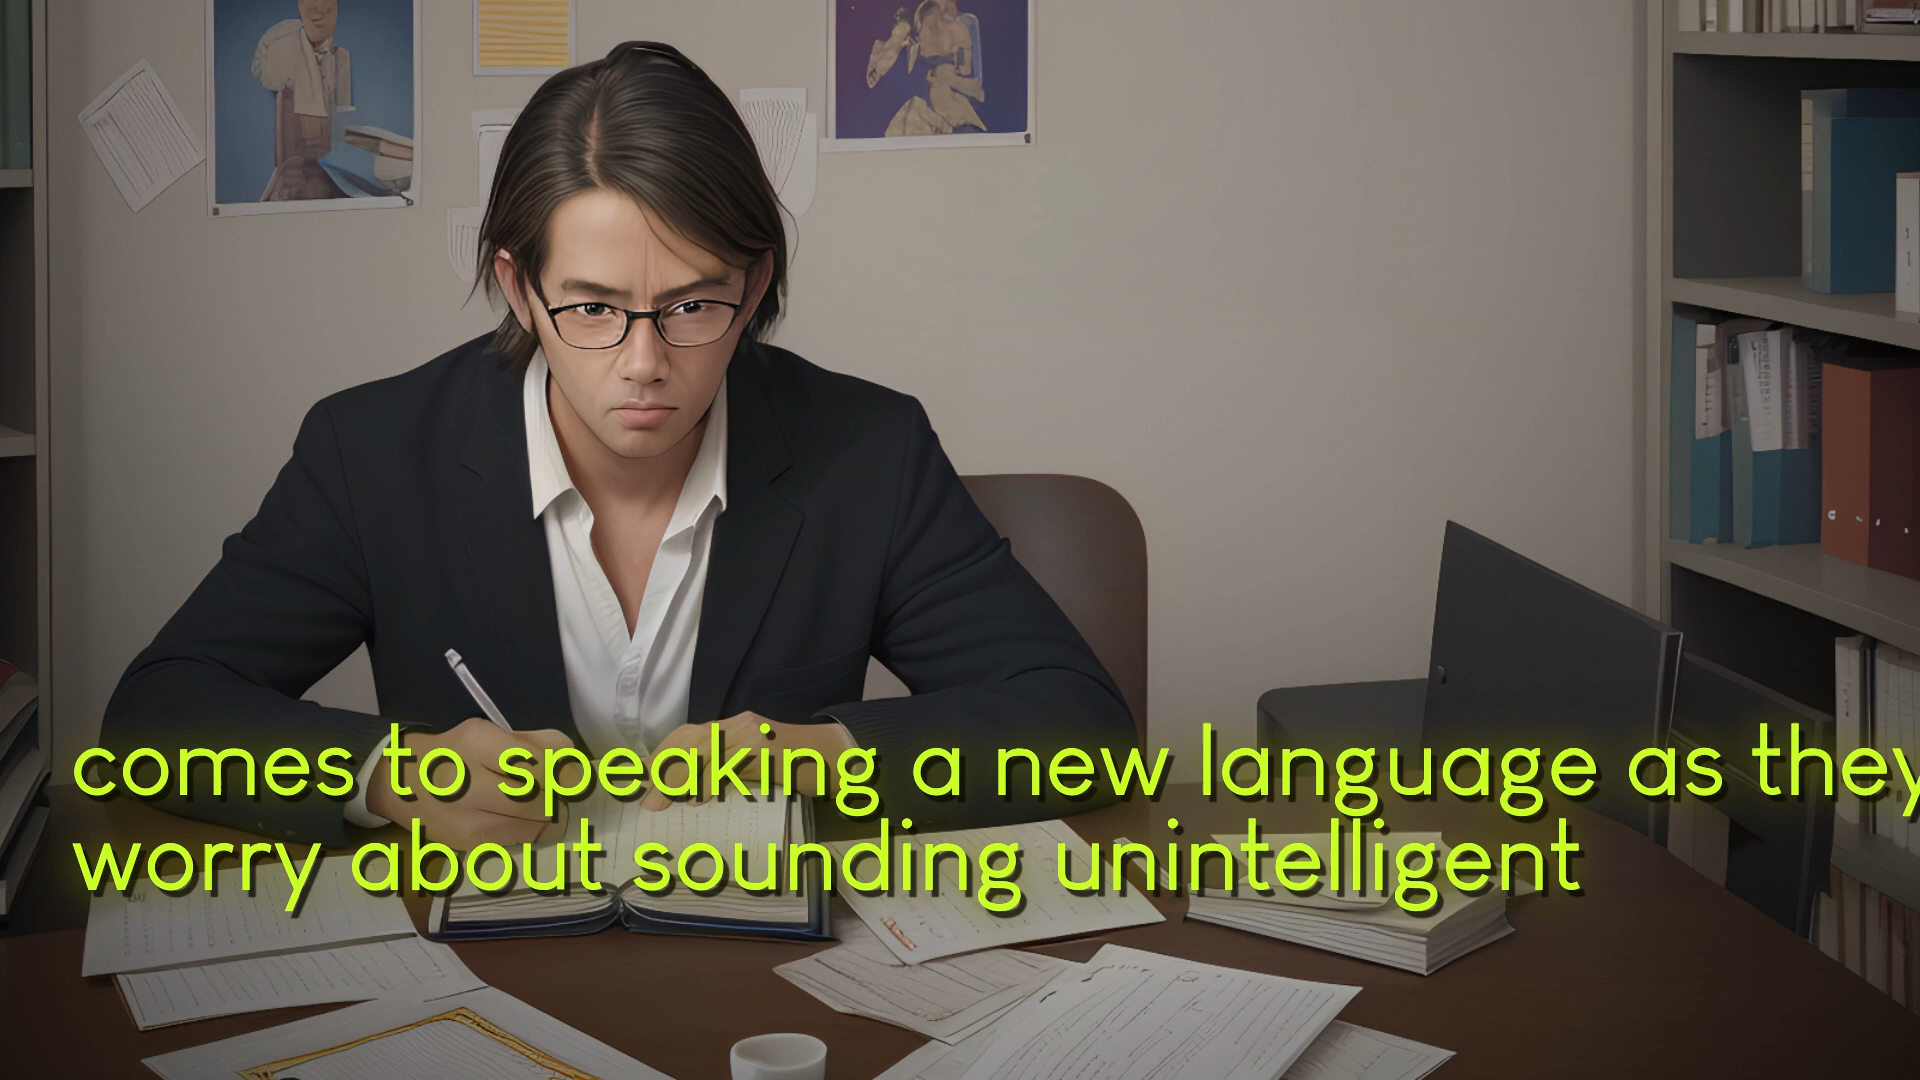 comes to speaking a new language as they
worry about sounding unintelligent